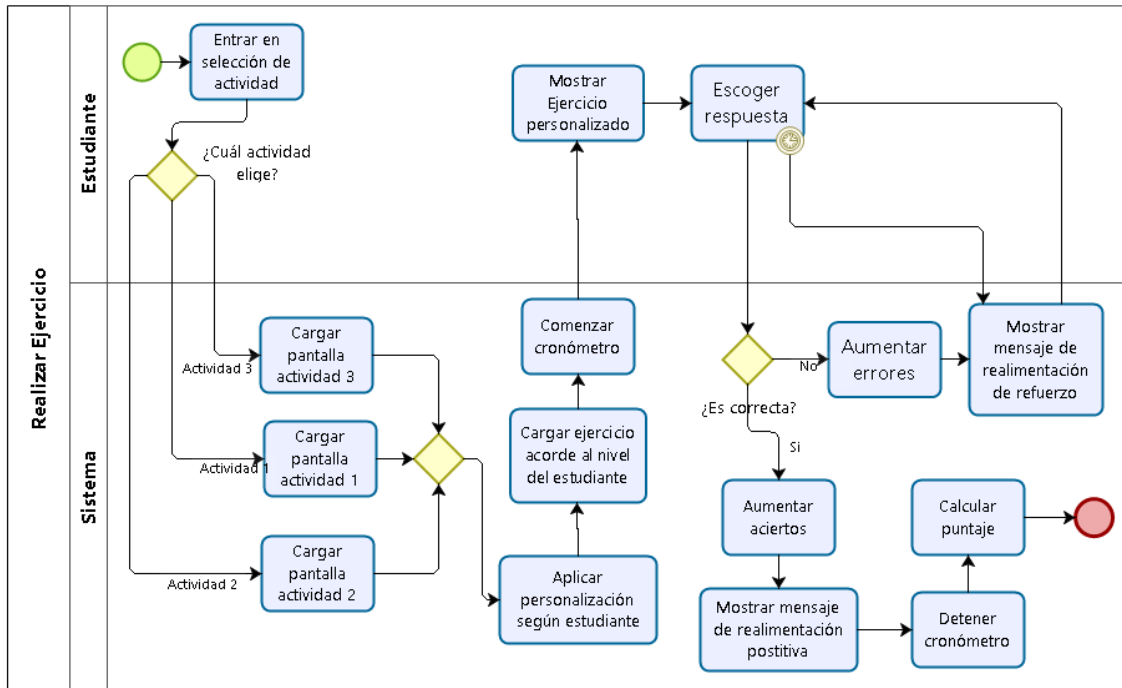 Realizar Ejercicio
Estudiante
Entrar en
selección de
actividad
¿Cuál actividad
elige?
Mostrar
Ejercicio
personalizado
Escoger
respuesta
Sistema
Cargar
pantalla
actividad 3
Actividad 3
Cargar
pantalla
actividad 1
Actividad 1
Cargar
pantalla
actividad 2
Actividad 2
Comenzar
cronómetro
Cargar ejercicio
acorde al nivel
del estudiante
Aplicar
personalización
según estudiante
¿Es correcta?
No
Aumentar
errores
Mostrar
mensaje de
realimentación
de refuerzo
Si
Aumentar
aciertos
Mostrar mensaje
de realimentación
postitiva
Detener
cronómetro
Calcular
puntaje